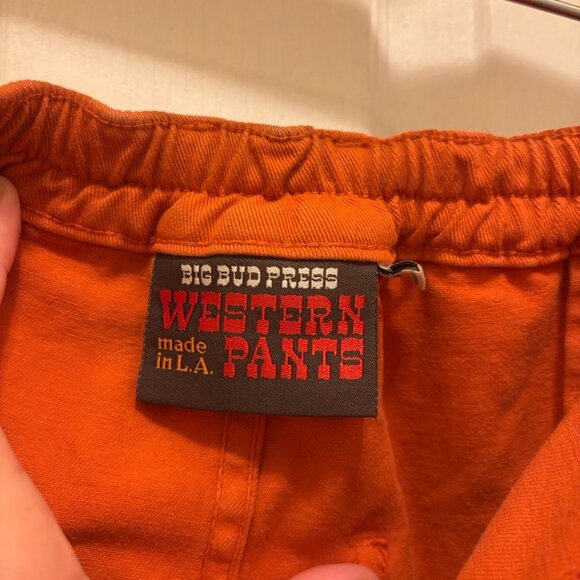 BIG BUD PRESS
WESTERN
made PANTS
in L.A.